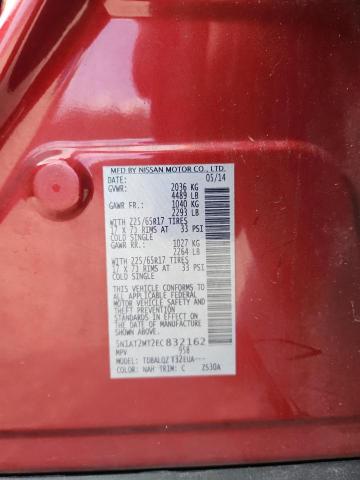 MFD BY NISSAN MOTOR CO., LTD.
DATE: 05/14
GVWR: 2036 KG
4489 LB
GAWR FR.: 1040 KG
2293 LB
WITH 225/65R17 TIRES
17 X 7J RIMS AT 33 PSI
COLD SINGLE
GAWR RR.: 1027 KG
2264 LB
WITH 225/65R17 TIRES
17 X 7J RIMS AT 33 PSI
COLD SINGLE
THIS VEHICLE CONFORMS TO ALL
APPLICABLE FEDERAL MOTOR
VEHICLE SAFETY AND THEFT
PREVENTION STANDARDS IN
EFFECT ON THE DATE OF
MANUFACTURE SHOWN ABOVE.
5N1AT2MT2EC832162
MPV 958
MODEL:
COLOR: NAH TRIM: C ZS30A